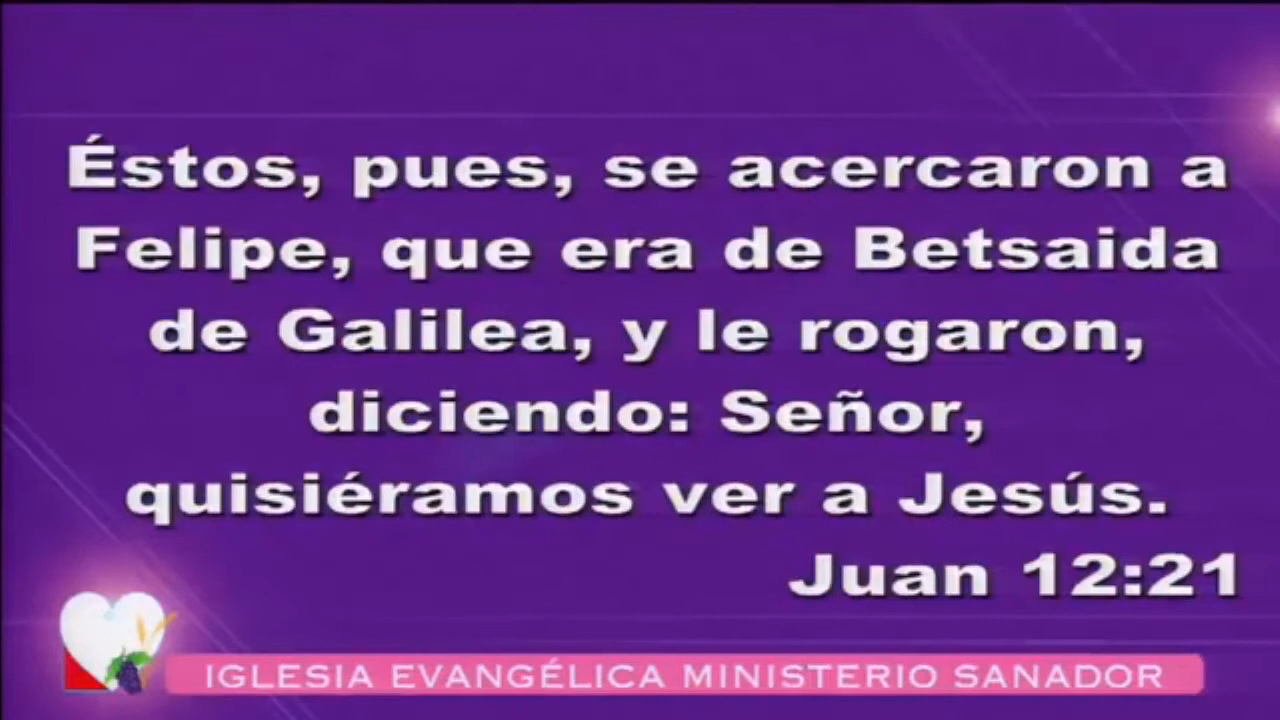 Éstos, pues, se acercaron a
Felipe, que era de Betsaida
de Galilea, y le rogaron,
diciendo: Señor,
quisiéramos ver a Jesús.
Juan 12:21
IGLESIA EVANGÉLICA MINISTERIO SANADOR